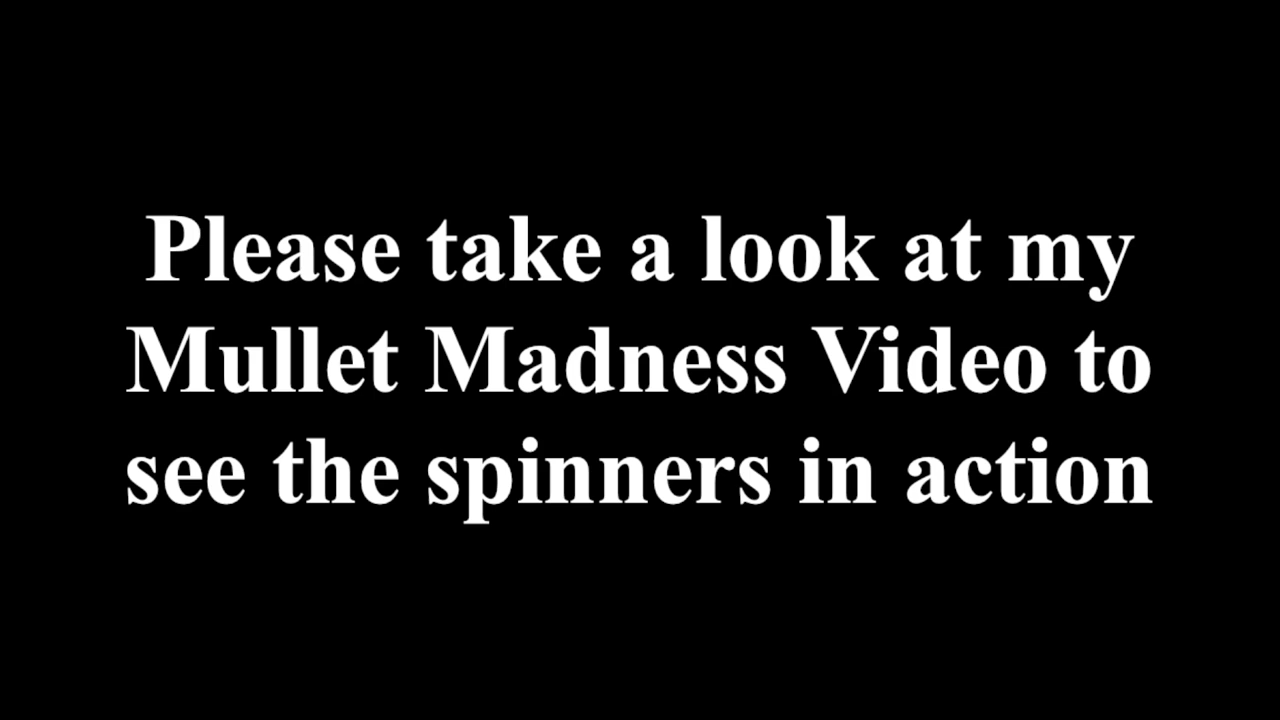 Please take a look at my
Mullet Madness Video to
see the spinners in action